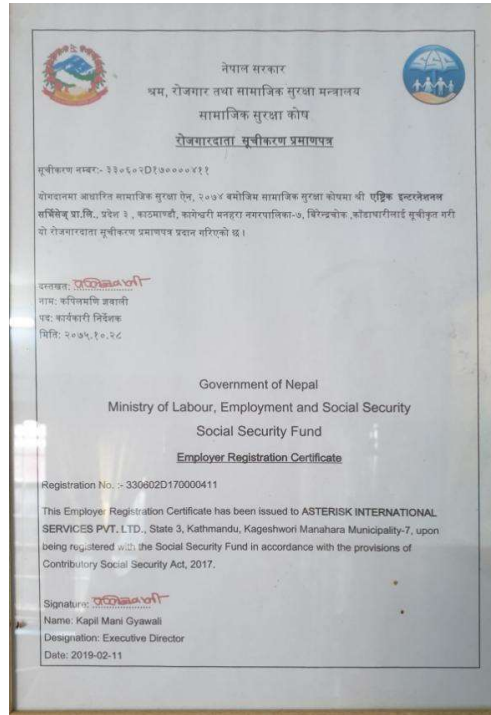 नेपाल सरकार
श्रम, रोजगार तथा सामाजिक सुरक्षा मन्त्रालय
सामाजिक सुरक्षा कोष
रोजगारदाता सूचीकरण प्रमाणपत्र
सूचीकरण नम्बर:- ३३०६०२D१७००००४११
योगदानमा आधारित सामाजिक सुरक्षा ऐन, २०७४ बमोजिम सामाजिक सुरक्षा कोषमा श्री एष्ट्रिक इन्टरनेशनल
सर्भिसेज् प्रा.लि., प्रदेश ३ , काठमाण्डौ, कागेश्वरी मनहरा नगरपालिका-७, बिरेन्द्रचोक ,काँडाघारीलाई सूचीकृत गरी
यो रोजगारदाता सूचीकरण प्रमाणपत्र प्रदान गरिएको छ ।
दस्तखत:
नाम: कपिलमणि ज्ञवाली
पद: कार्यकारी निर्देशक
मिति: २०७५.१०.२८
Government of Nepal
Ministry of Labour, Employment and Social Security
Social Security Fund
Employer Registration Certificate
Registration No. :- 330602D170000411
This Employer Registration Certificate has been issued to ASTERISK INTERNATIONAL
SERVICES PVT. LTD., State 3, Kathmandu, Kageshwori Manahara Municipality-7, upon
being registered with the Social Security Fund in accordance with the provisions of
Contributory Social Security Act, 2017.
Signature:
Name: Kapil Mani Gyawali
Designation: Executive Director
Date: 2019-02-11